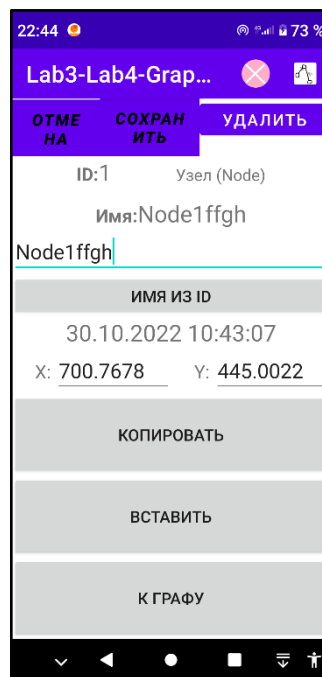 22:44 73 %
Lab3-Lab4-Grap...
ОТМЕ
НА
СОХРАН
ИТЬ
УДАЛИТЬ
ID:1 Узел (Node)
Имя:Node1ffgh
Node1ffgh
ИМЯ ИЗ ID
30.10.2022 10:43:07
X: 700.7678 Y: 445.0022
КОПИРОВАТЬ
ВСТАВИТЬ
К ГРАФУ